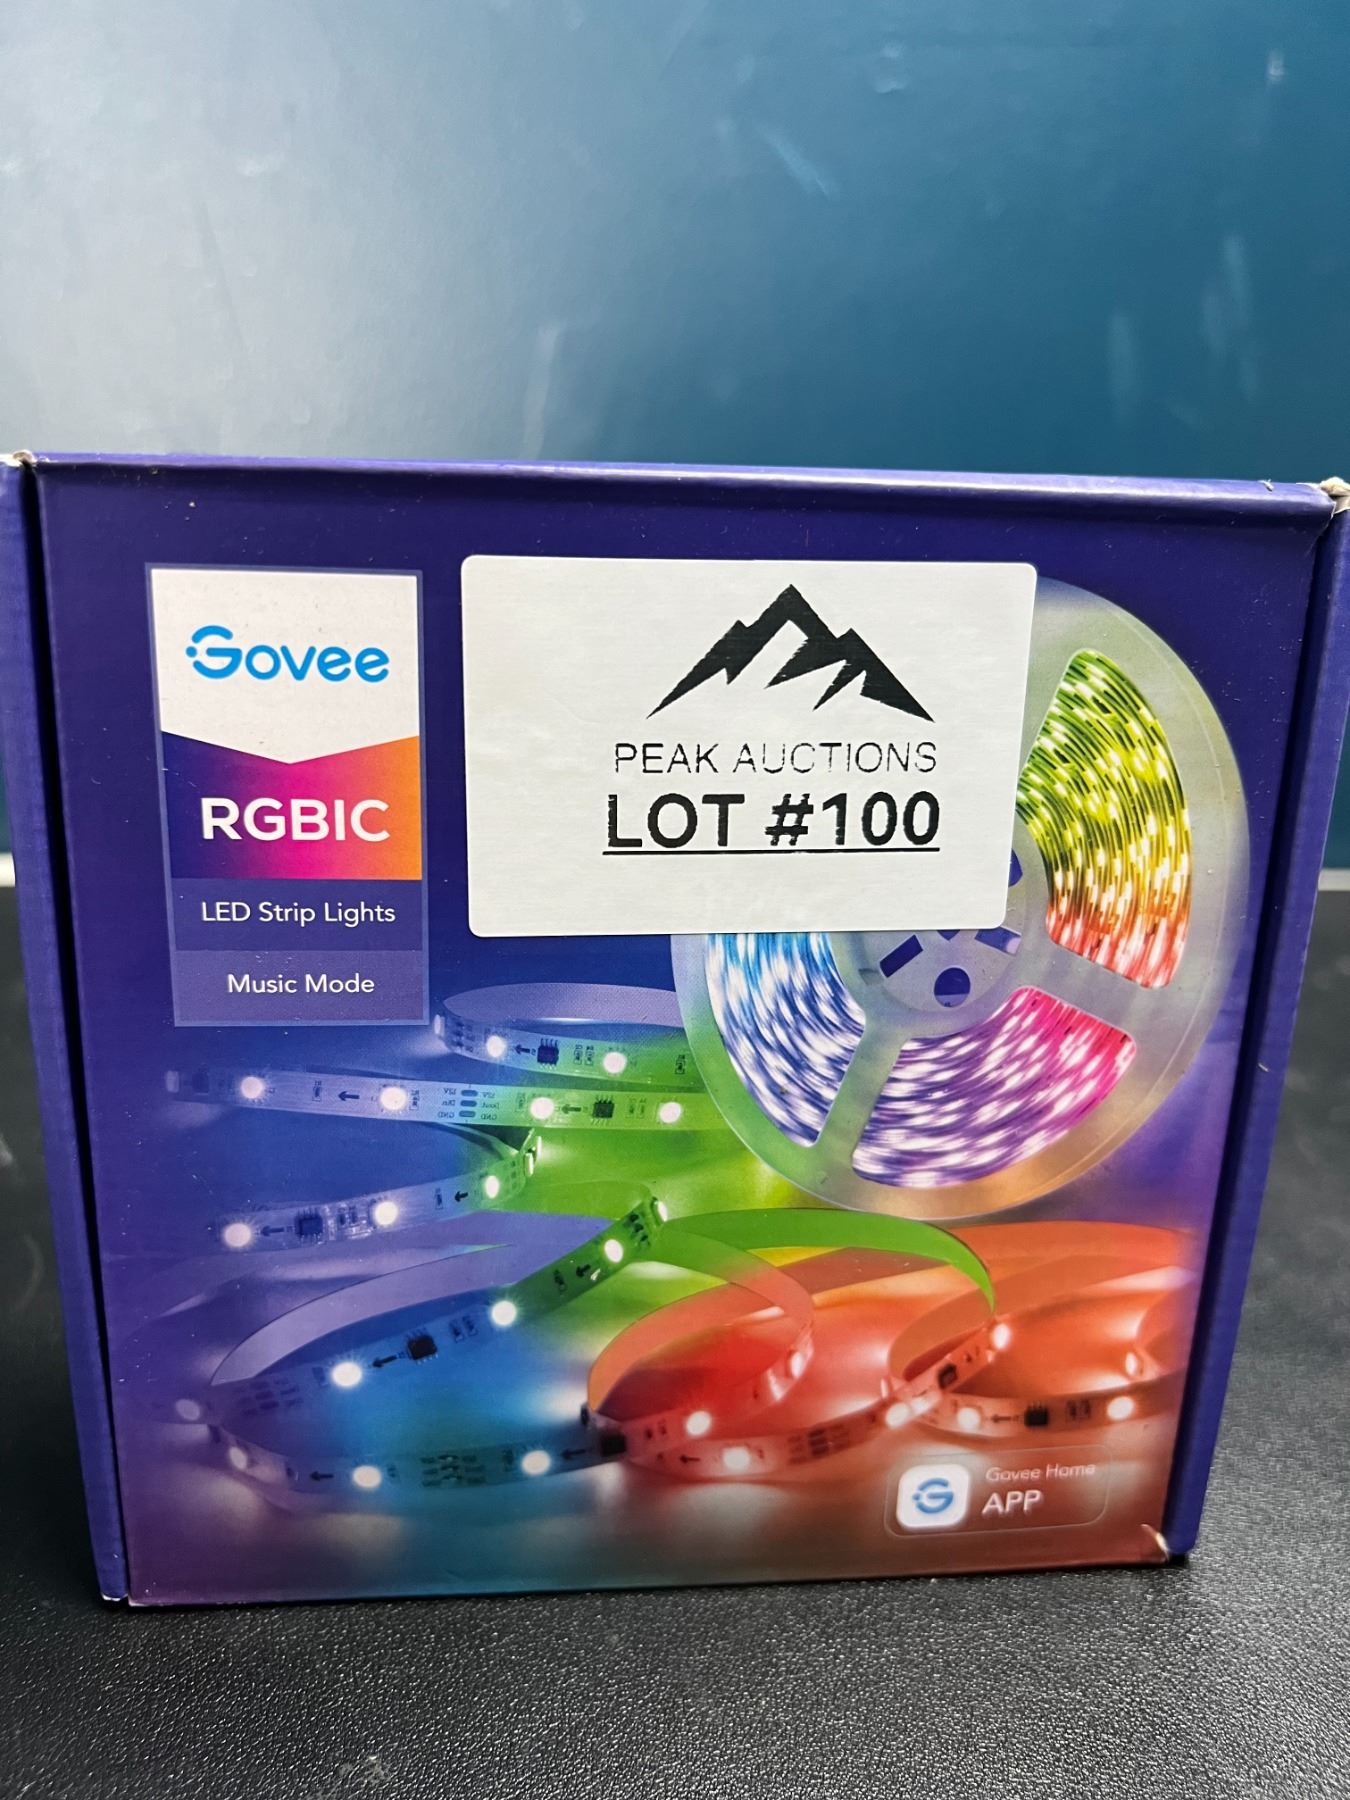 Govee
RGBIC
LED Strip Lights
Music Mode
PEAK AUCTIONS
LOT #100
Govee Home
APP